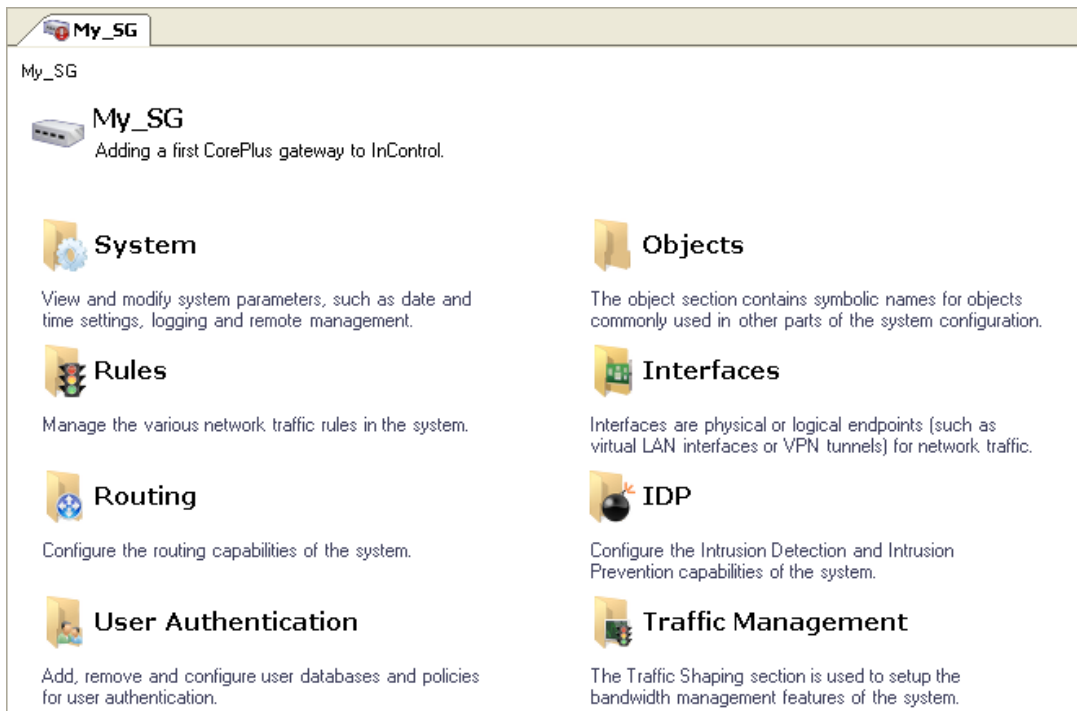 My_SG
My_SG
My_SG
Adding a first CorePlus gateway to InControl.
System
View and modify system parameters, such as date and
time settings, logging and remote management.
Objects
The object section contains symbolic names for objects
commonly used in other parts of the system configuration.
Rules
Manage the various network traffic rules in the system.
Interfaces
Interfaces are physical or logical endpoints (such as
virtual LAN interfaces or VPN tunnels) for network traffic.
Routing
Configure the routing capabilities of the system.
IDP
Configure the Intrusion Detection and Intrusion
Prevention capabilities of the system.
User Authentication
Add, remove and configure user databases and policies
for user authentication.
Traffic Management
The Traffic Shaping section is used to setup the
bandwidth management features of the system.